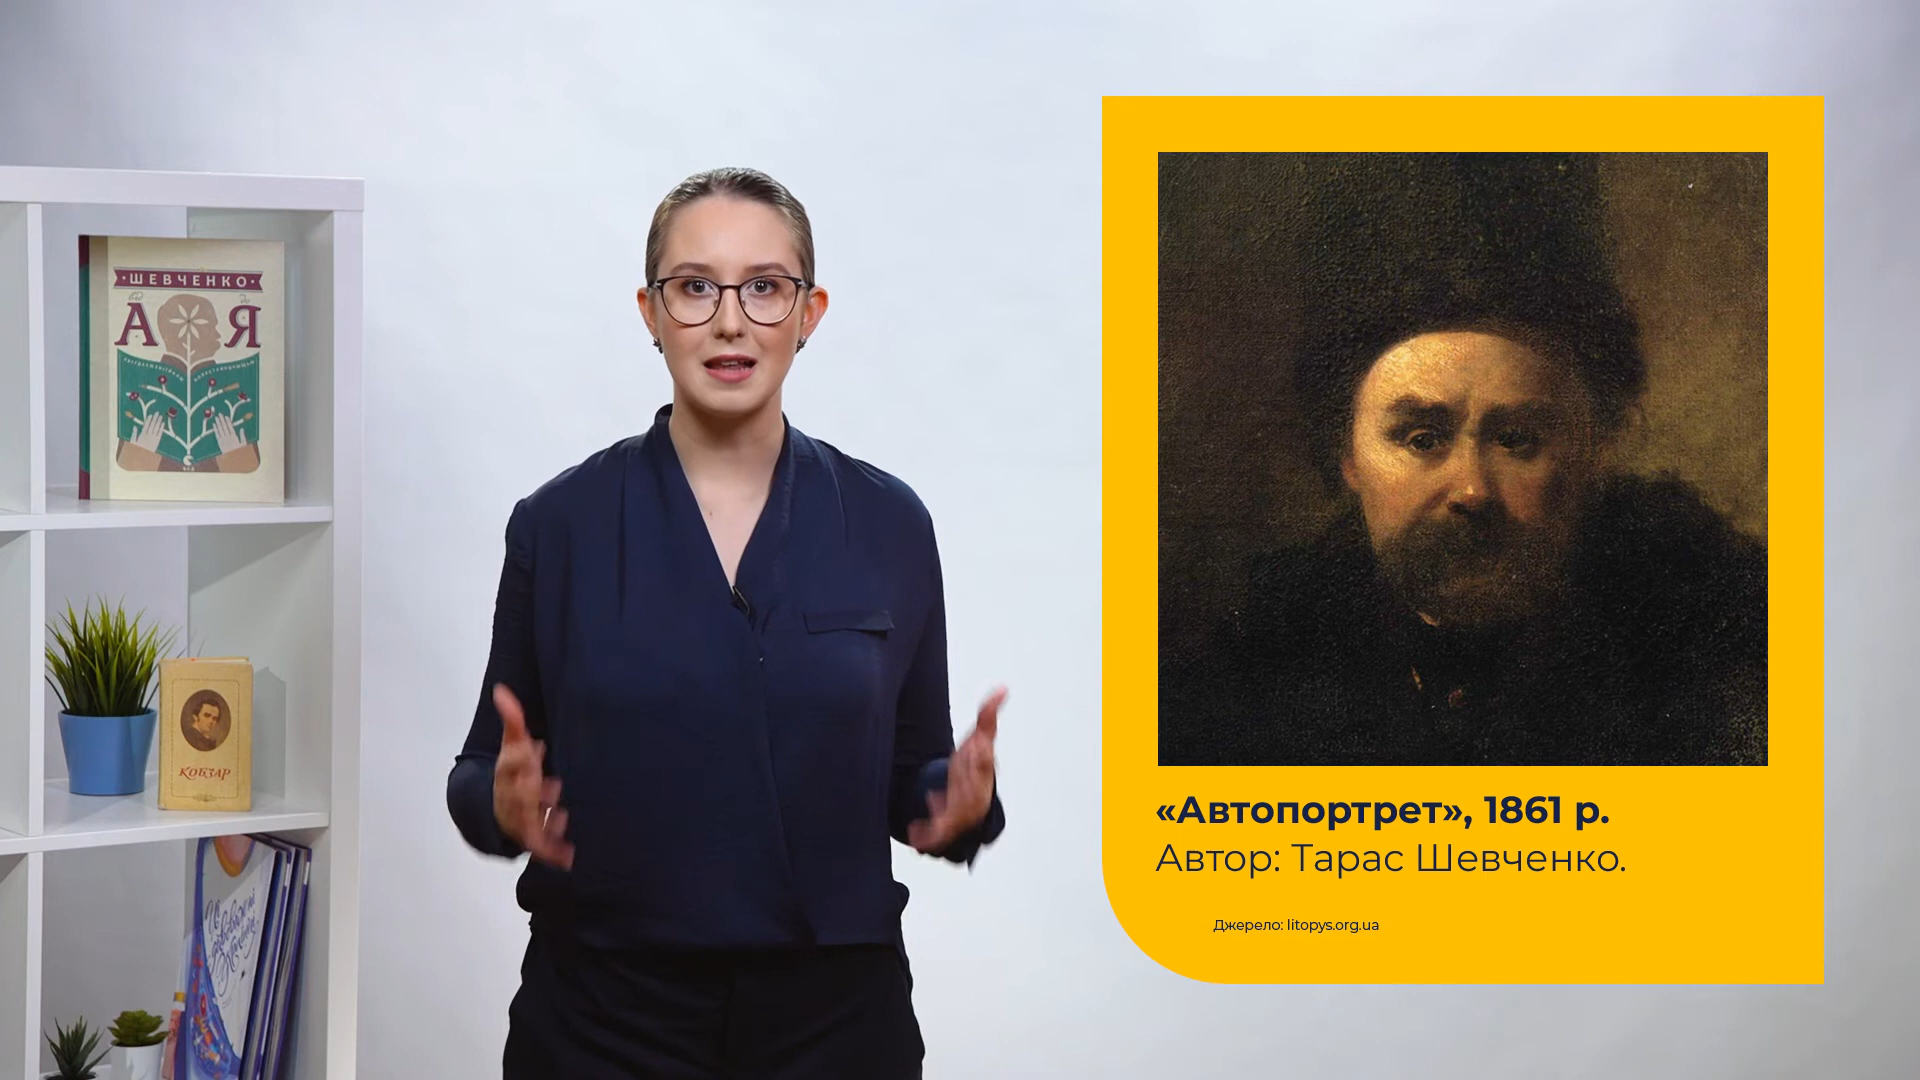 ШЕВЧЕНКО
А Я
КОБЗАР
«Автопортрет», 1861 р.
Автор: Тарас Шевченко.
Джерело: litopys.org.ua